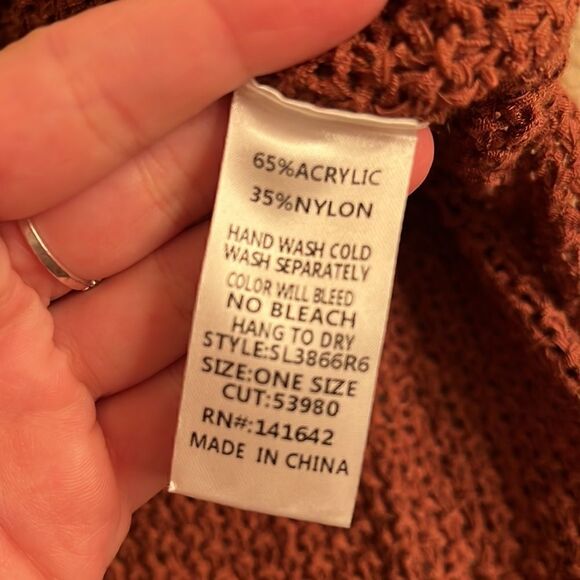 65%ACRYLIC
35%NYLON
HAND WASH COLD
WASH SEPARATELY
COLOR WILL BLEED
NO BLEACH
HANG TO DRY
STYLE:SL3866R6
SIZE:ONE SIZE
CUT:53980
RN#:141642
MADE IN CHINA